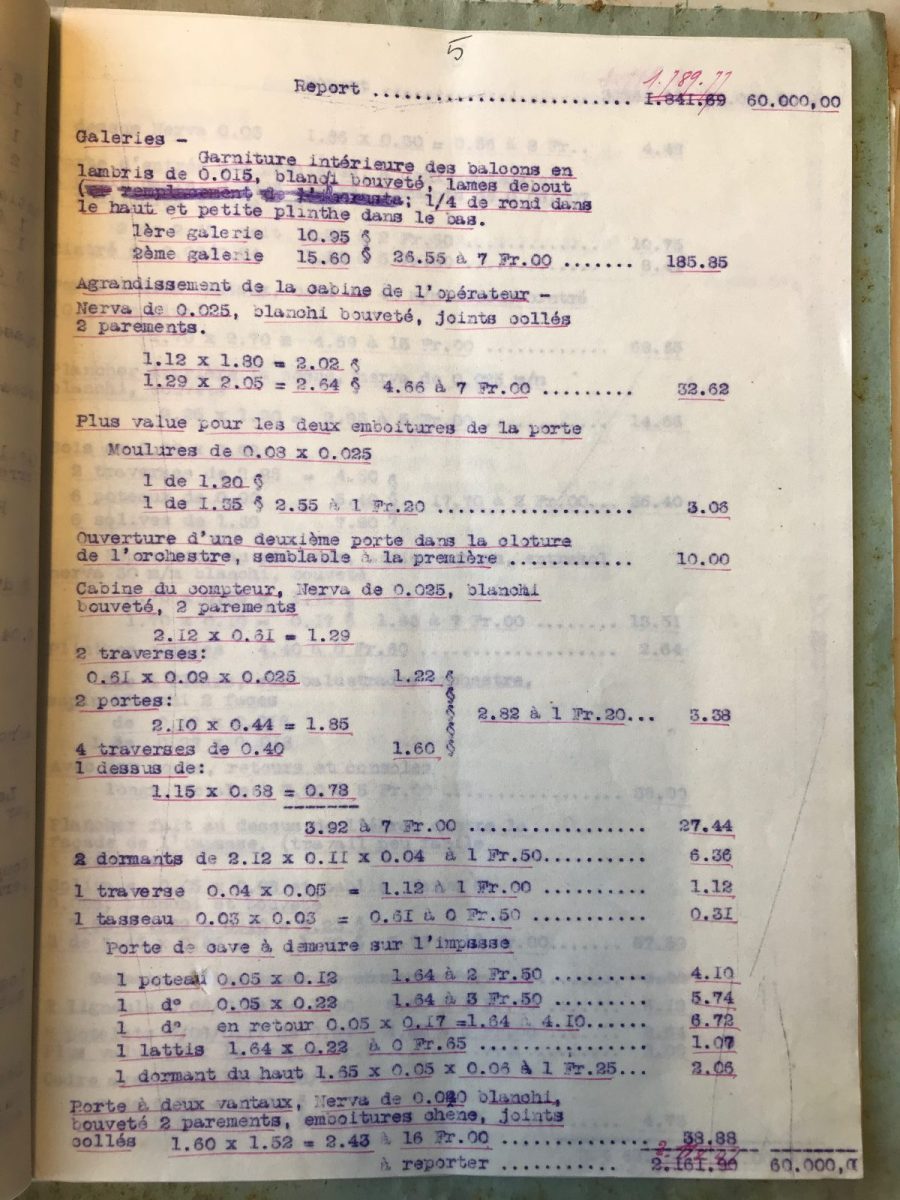 5
1.789.77
Report .......................... 1.841.69 60.000,00
Galeries -
Garniture intérieure des balcons en
lambris de 0.015, blanchi bouveté, lames debout
remplacement de ; 1/4 de rond dans
le haut et petite plinthe dans le bas.
1ère galerie 10.95 §
2ème galerie 15.60 § 26.55 à 7 Fr.00 ....... 185.85
Agrandissement de la cabine de l'opérateur -
Nerva de 0.025, blanchi bouveté, joints collés
2 parements.
1.12 x 1.80 = 2.02 §
1.29 x 2.05 = 2.64 § 4.66 à 7 Fr.00 ......... 32.62
Plus value pour les deux emboitures de la porte
Moulures de 0.08 x 0.025
1 de 1.20 §
1 de 1.35 § 2.55 à 1 Fr.20 ................... 3.06
Ouverture d'une deuxième porte dans la cloture
de l'orchestre, semblable à la première ............ 10.00
Cabine du compteur, Nerva de 0.025, blanchi
bouveté, 2 parements
2.12 x 0.61 = 1.29
2 traverses:
0.61 x 0.09 x 0.025 1.22 §
2 portes:
2.10 x 0.44 = 1.85 2.82 à 1 Fr.20... 3.38
4 traverses de 0.40 1.60 §
1 dessus de:
1.15 x 0.68 = 0.78
3.92 à 7 Fr.00 .................. 27.44
2 dormants de 2.12 x 0.11 x 0.04 à 1 Fr.50.......... 6.36
1 traverse 0.04 x 0.05 = 1.12 à 1 Fr.00 ........... 1.12
1 tasseau 0.03 x 0.03 = 0.61 à 0 Fr.50 ........... 0.31
Porte de cave à demeure sur l'impasse
1 poteau 0.05 x 0.12 1.64 à 2 Fr.50 ......... 4.10
1 d° 0.05 x 0.22 1.64 à 3 Fr.50 ......... 5.74
1 d° en retour 0.05 x 0.17 =1.64 à 4.10...... 6.72
1 lattis 1.64 x 0.22 à 0 Fr.65 ................ 1.07
1 dormant du haut 1.65 x 0.05 x 0.06 à 1 Fr.25... 2.06
Porte à deux vantaux, Nerva de 0.040 blanchi,
bouveté 2 parements, emboitures chene, joints
collés 1.60 x 1.52 = 2.43 à 16 Fr.00 .............. 38.88
à reporter ........... 2.161.90 60.000,0